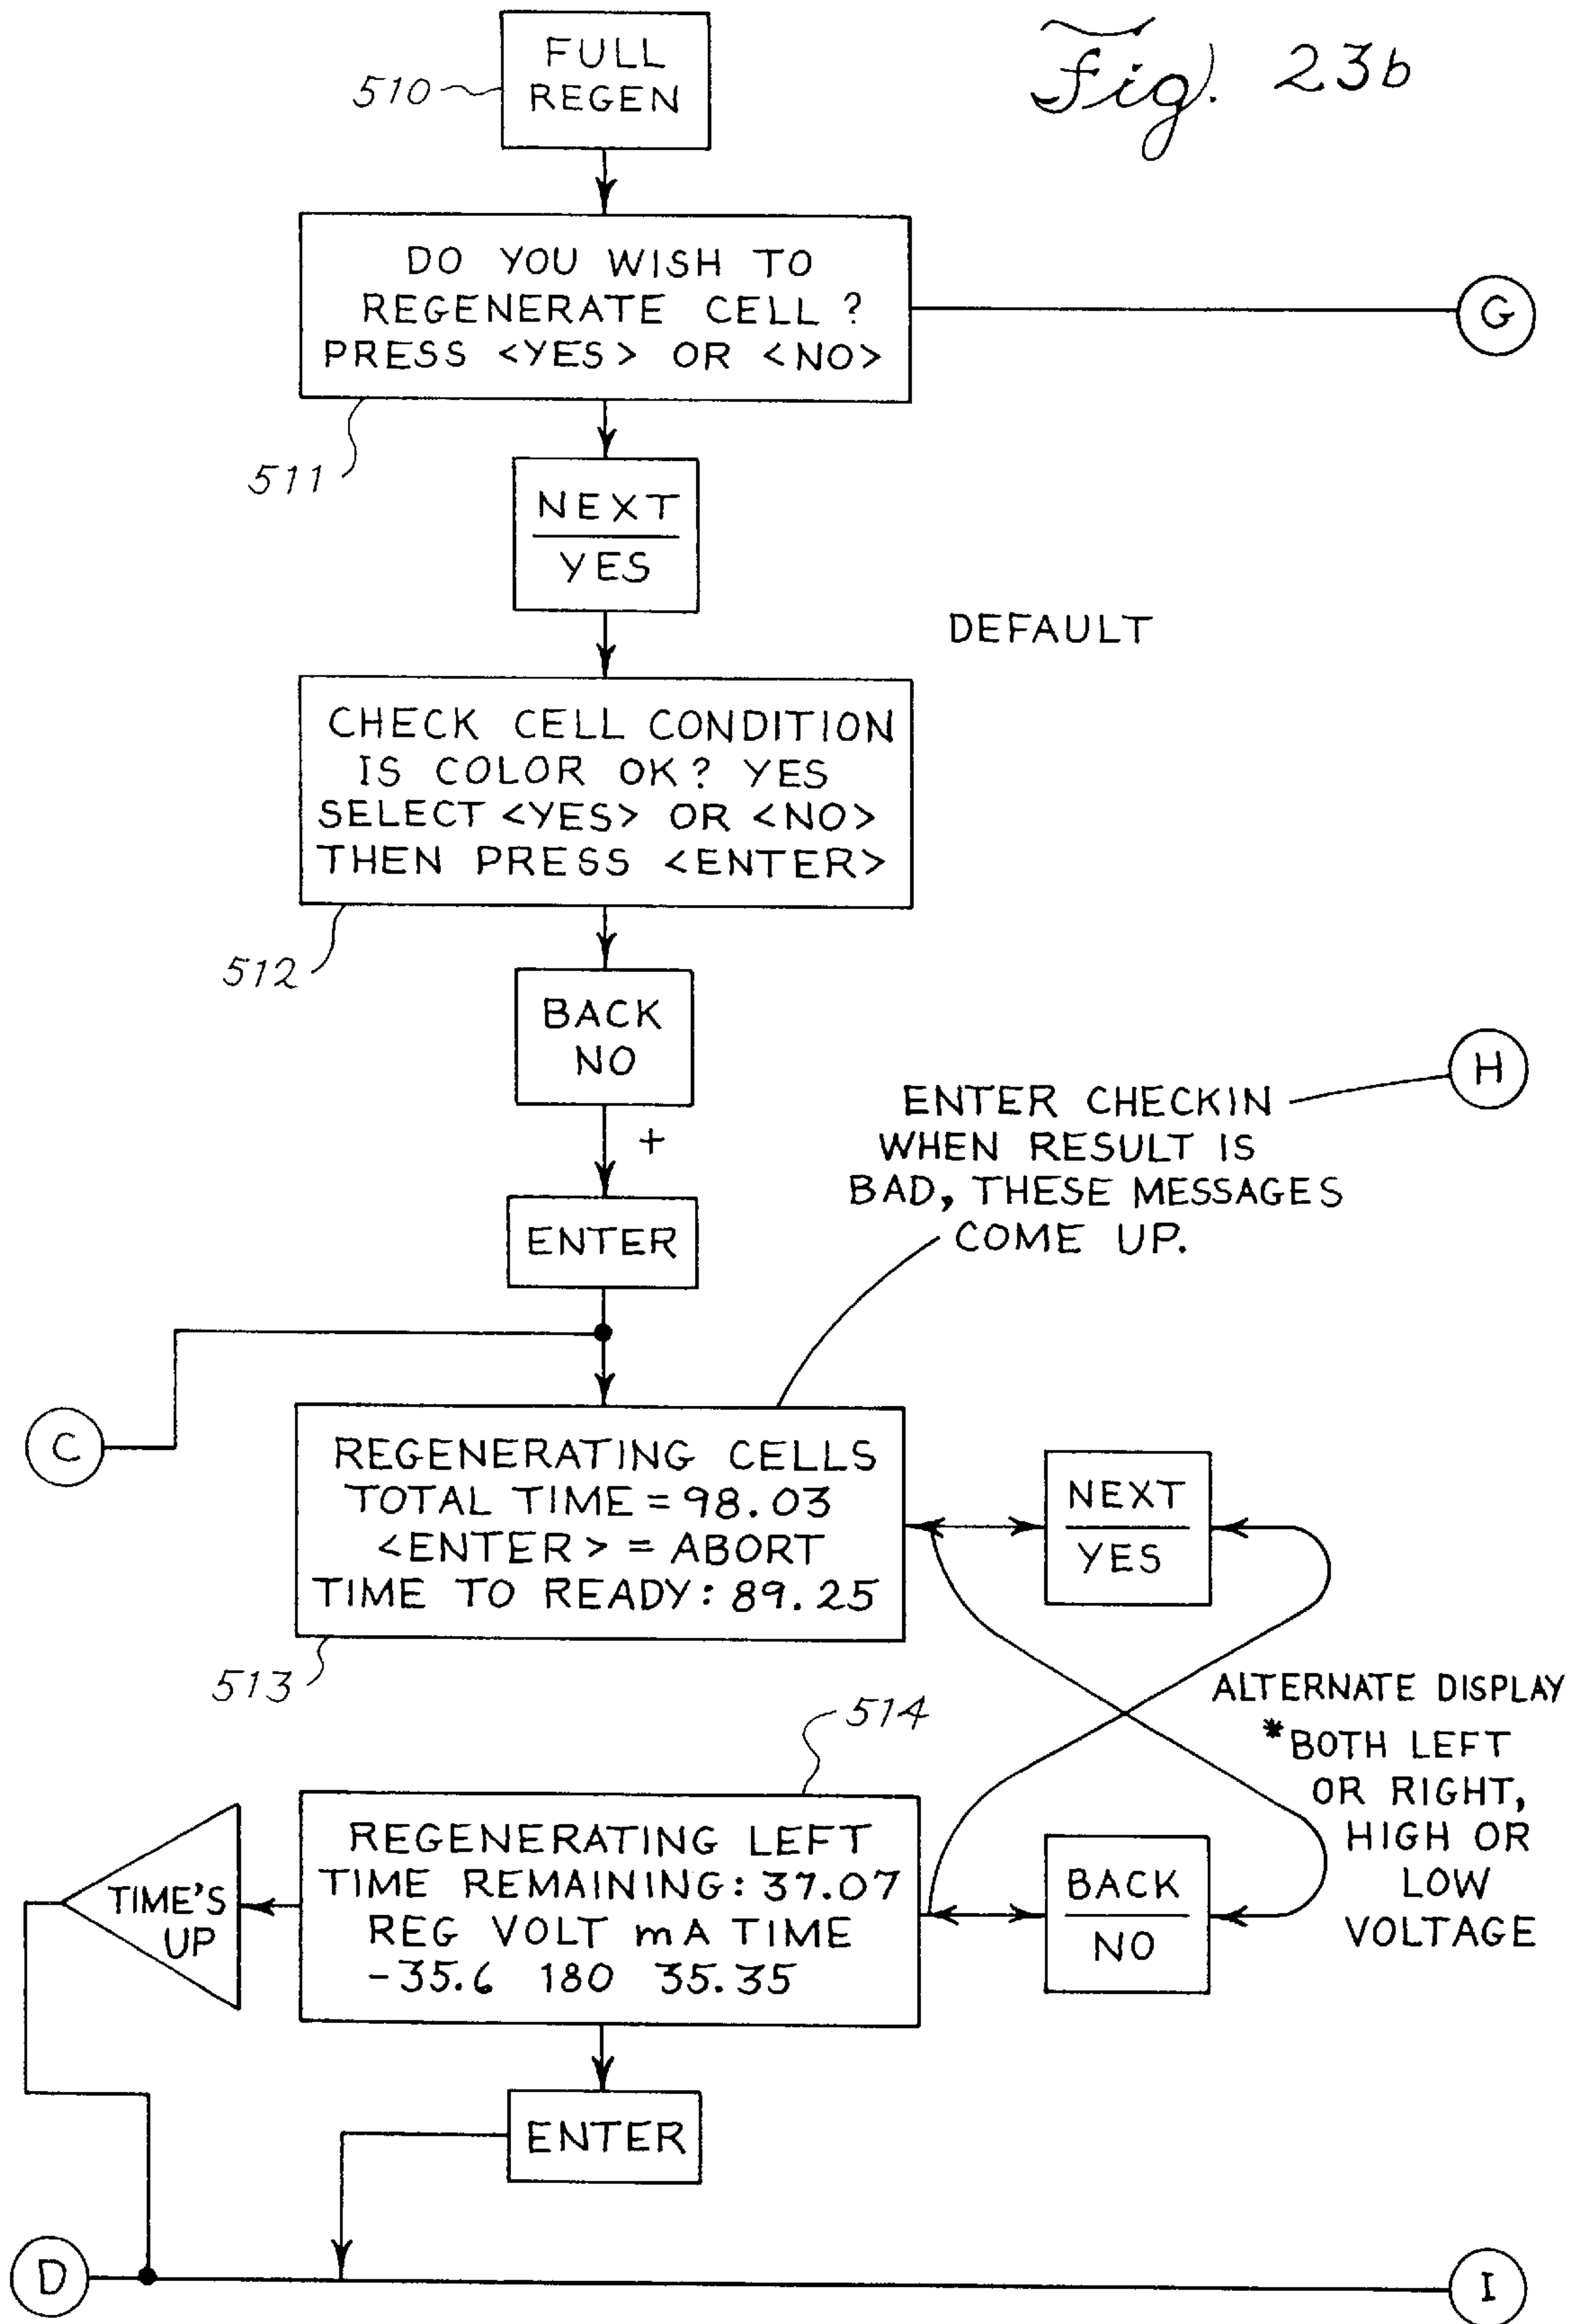 Fig. 23b
FULL
REGEN
510
DO YOU WISH TO
REGENERATE CELL ?
PRESS <YES> OR <NO>
G
511
NEXT
YES
DEFAULT
CHECK CELL CONDITION
IS COLOR OK? YES
SELECT <YES> OR <NO>
THEN PRESS <ENTER>
512
BACK
NO
+
ENTER
H
ENTER CHECKIN
WHEN RESULT IS
BAD, THESE MESSAGES
COME UP.
C
REGENERATING CELLS
TOTAL TIME = 98.03
<ENTER> = ABORT
TIME TO READY: 89.25
513
NEXT
YES
ALTERNATE DISPLAY
*BOTH LEFT
OR RIGHT,
HIGH OR
LOW
VOLTAGE
514
REGENERATING LEFT
TIME REMAINING: 37.07
REG VOLT mA TIME
-35.6 180 35.35
BACK
NO
TIME'S
UP
ENTER
D
I